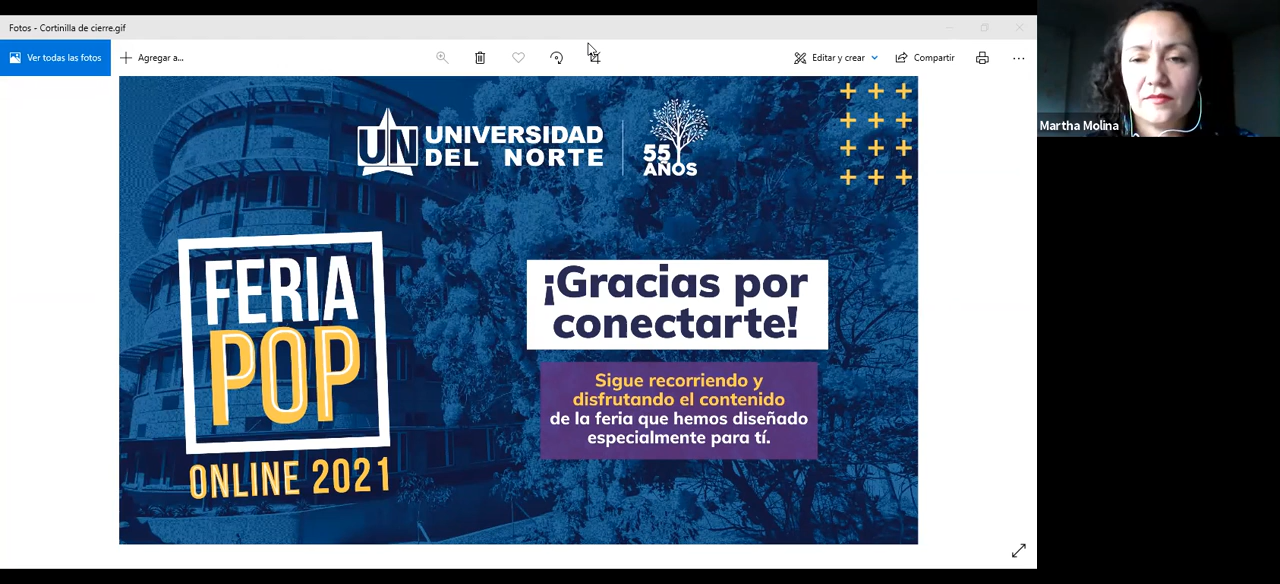 Fotos - Cortinilla de cierre.gif
Ver todas las fotos
Agregar a...
Editar y crear
Compartir
Martha Molina
UN UNIVERSIDAD
DEL NORTE
55
AÑOS
FERIA
POP
ONLINE 2021
¡Gracias por
conectarte!
Sigue recorriendo y
disfrutando el contenido
de la feria que hemos diseñado
especialmente para tí.